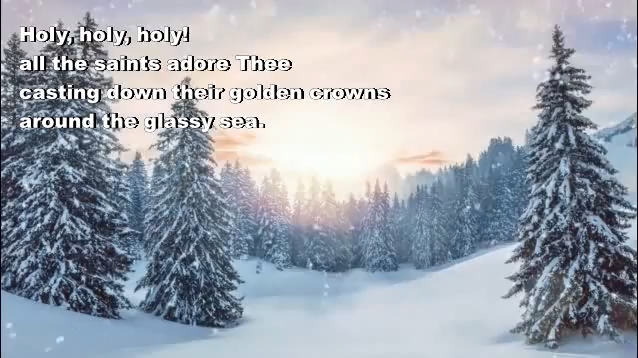 Holy, holy, holy!
all the saints adore Thee
casting down their golden crowns
around the glassy sea.